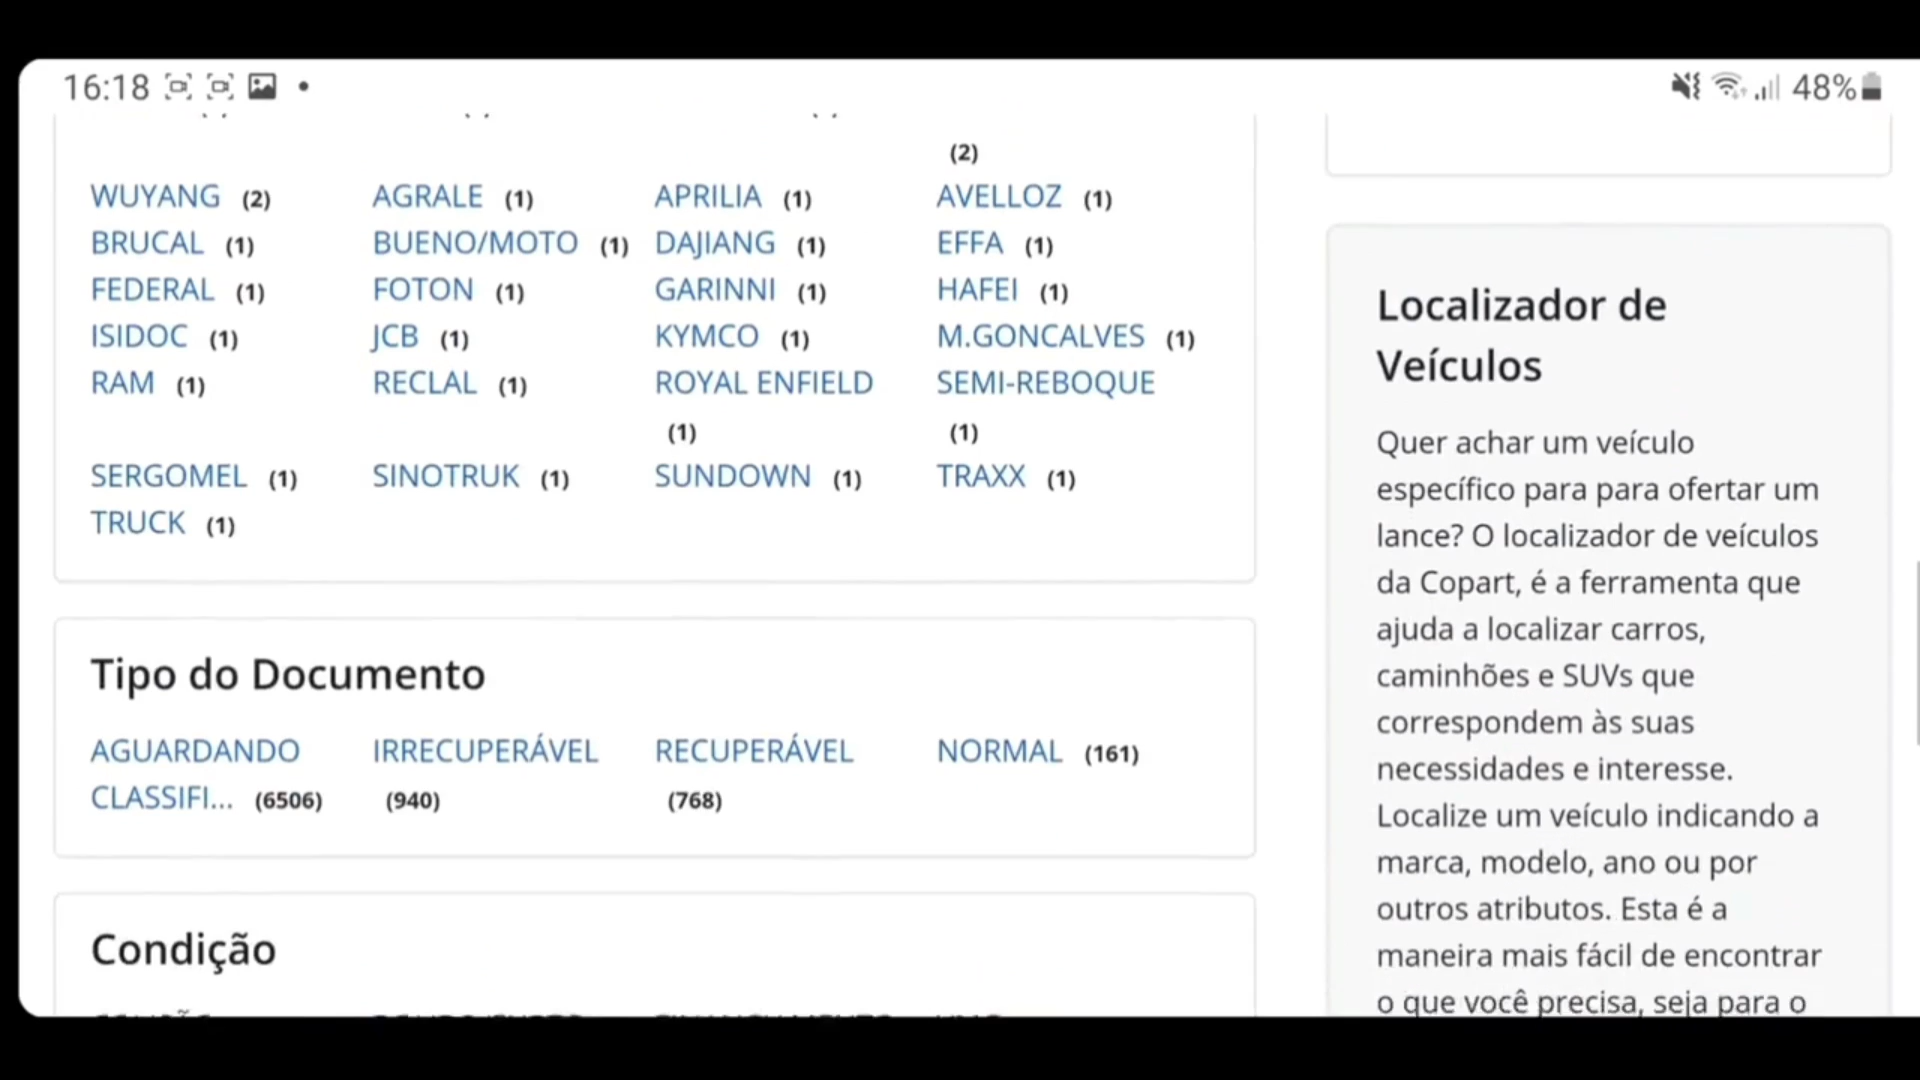 16:18 48%
(2)
WUYANG (2) AGRALE (1) APRILIA (1) AVELLOZ (1)
BRUCAL (1) BUENO/MOTO (1) DAJIANG (1) EFFA (1)
FEDERAL (1) FOTON (1) GARINNI (1) HAFEI (1)
ISIDOC (1) JCB (1) KYMCO (1) M.GONCALVES (1)
RAM (1) RECLAL (1) ROYAL ENFIELD SEMI-REBOQUE
(1) (1)
SERGOMEL (1) SINOTRUK (1) SUNDOWN (1) TRAXX (1)
TRUCK (1)
Tipo do Documento
AGUARDANDO IRRECUPERÁVEL RECUPERÁVEL NORMAL (161)
CLASSIFI... (6506) (940) (768)
Condição
Localizador de
Veículos
Quer achar um veículo
específico para para ofertar um
lance? O localizador de veículos
da Copart, é a ferramenta que
ajuda a localizar carros,
caminhões e SUVs que
correspondem às suas
necessidades e interesse.
Localize um veículo indicando a
marca, modelo, ano ou por
outros atributos. Esta é a
maneira mais fácil de encontrar
o que você precisa, seja para o